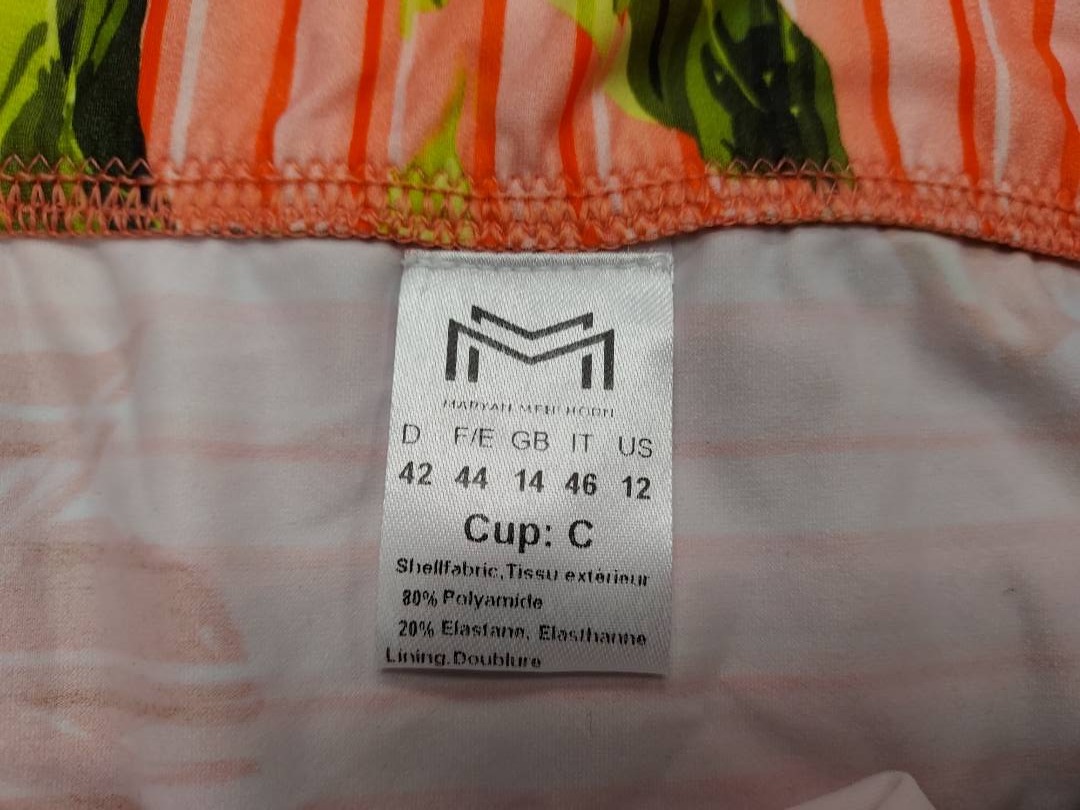 MARYAN MEHLHORN
D F/E GB IT US
42 44 14 46 12
Cup: C
Shellfabric,Tissu extérieur
80% Polyamide
20% Elastane, Elasthanne
Lining,Doublure